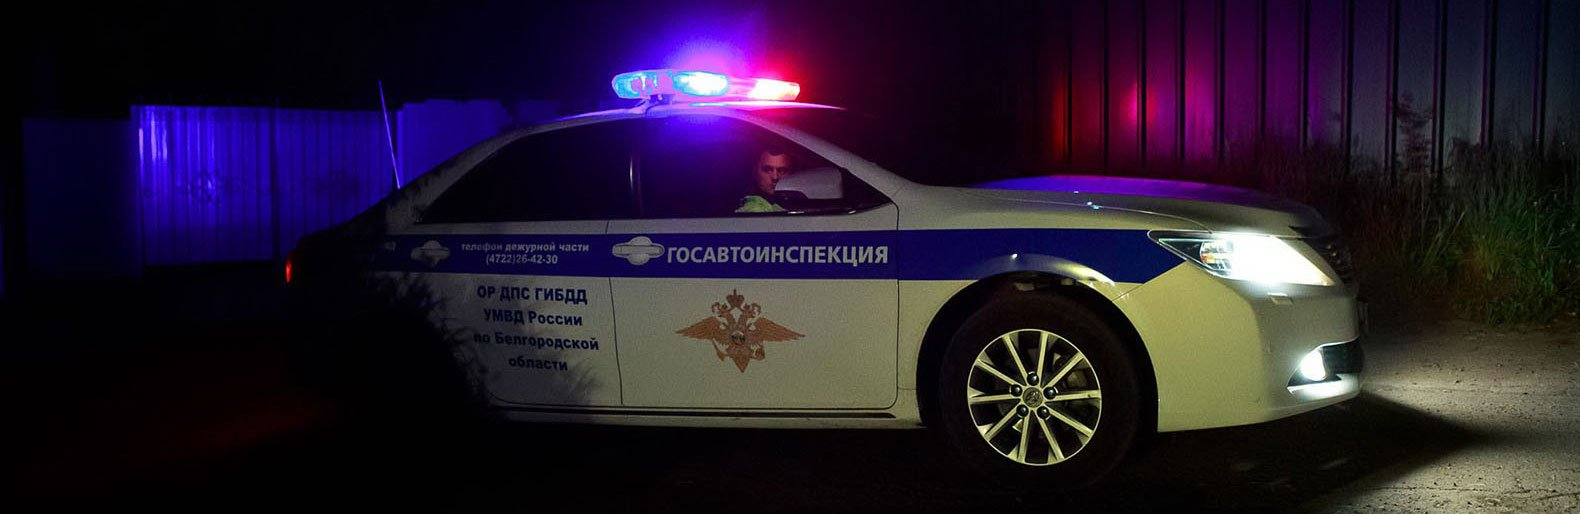 телефон дежурной части
(4722)26-42-30
ГОСАВТОИНСПЕКЦИЯ
ОР ДПС ГИБДД
УМВД России
по Белгородской
области